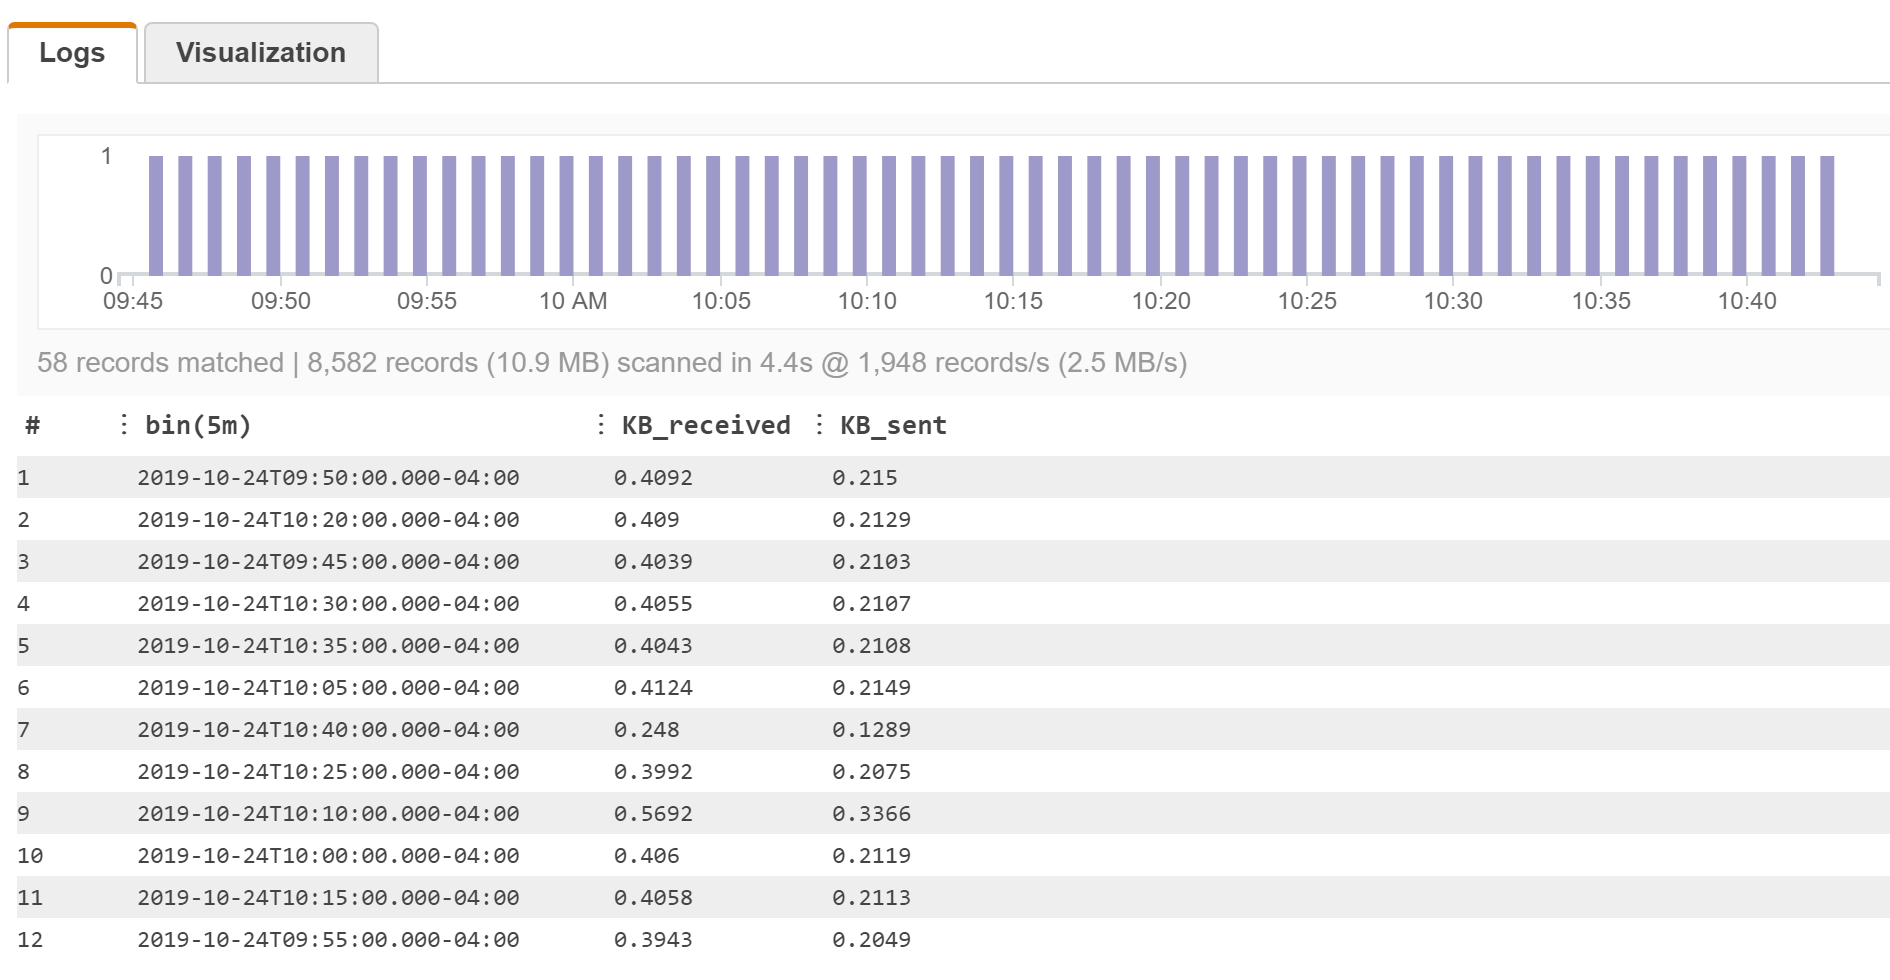 Logs Visualization
1
0
09:45 09:50 09:55 10 AM 10:05 10:10 10:15 10:20 10:25 10:30 10:35 10:40
58 records matched | 8,582 records (10.9 MB) scanned in 4.4s @ 1,948 records/s (2.5 MB/s)
# ⋮ bin(5m) ⋮ KB_received ⋮ KB_sent
1 2019-10-24T09:50:00.000-04:00 0.4092 0.215
2 2019-10-24T10:20:00.000-04:00 0.409 0.2129
3 2019-10-24T09:45:00.000-04:00 0.4039 0.2103
4 2019-10-24T10:30:00.000-04:00 0.4055 0.2107
5 2019-10-24T10:35:00.000-04:00 0.4043 0.2108
6 2019-10-24T10:05:00.000-04:00 0.4124 0.2149
7 2019-10-24T10:40:00.000-04:00 0.248 0.1289
8 2019-10-24T10:25:00.000-04:00 0.3992 0.2075
9 2019-10-24T10:10:00.000-04:00 0.5692 0.3366
10 2019-10-24T10:00:00.000-04:00 0.406 0.2119
11 2019-10-24T10:15:00.000-04:00 0.4058 0.2113
12 2019-10-24T09:55:00.000-04:00 0.3943 0.2049